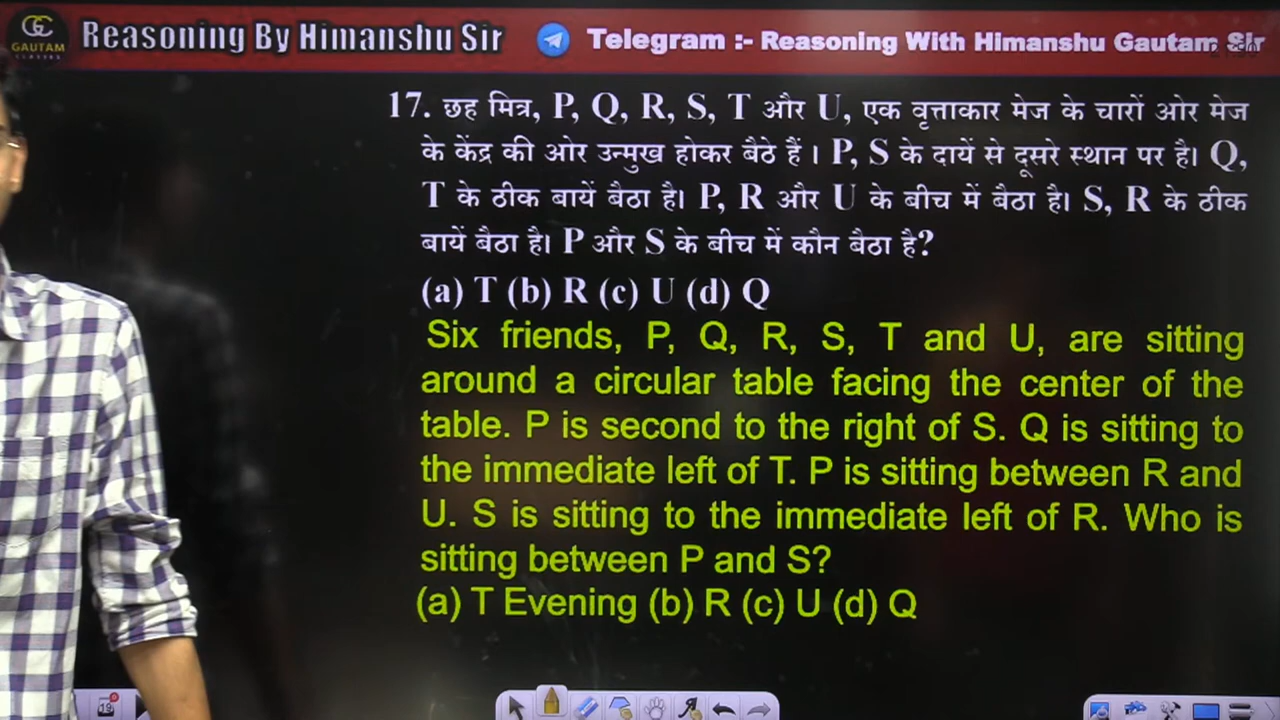 GC
GAUTAM
CLASSES
Reasoning By Himanshu Sir
Telegram :- Reasoning With Himanshu Gautam Sir
17. छह मित्र, P, Q, R, S, T और U, एक वृत्ताकार मेज के चारों ओर मेज
के केंद्र की ओर उन्मुख होकर बैठे हैं । P, S के दायें से दूसरे स्थान पर है। Q,
T के ठीक बायें बैठा है। P, R और U के बीच में बैठा है। S, R के ठीक
बायें बैठा है। P और S के बीच में कौन बैठा है?
(a) T (b) R (c) U (d) Q
Six friends, P, Q, R, S, T and U, are sitting
around a circular table facing the center of the
table. P is second to the right of S. Q is sitting to
the immediate left of T. P is sitting between R and
U. S is sitting to the immediate left of R. Who is
sitting between P and S?
(a) T Evening (b) R (c) U (d) Q
19